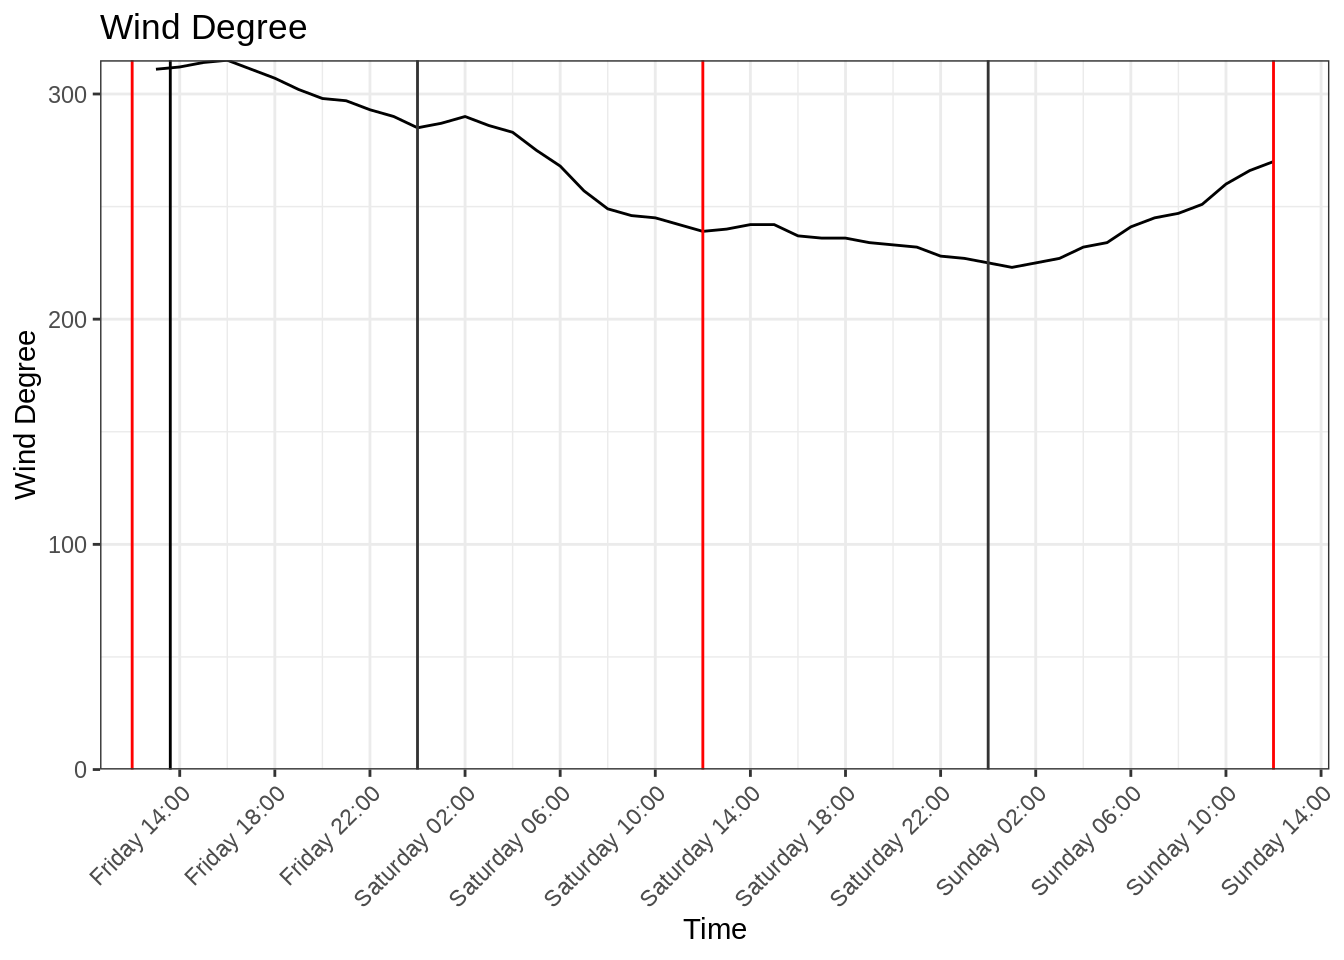 Wind Degree
Wind Degree
300
200
100
0
Friday 14:00
Friday 18:00
Friday 22:00
Saturday 02:00
Saturday 06:00
Saturday 10:00
Saturday 14:00
Saturday 18:00
Saturday 22:00
Sunday 02:00
Sunday 06:00
Sunday 10:00
Sunday 14:00
Time